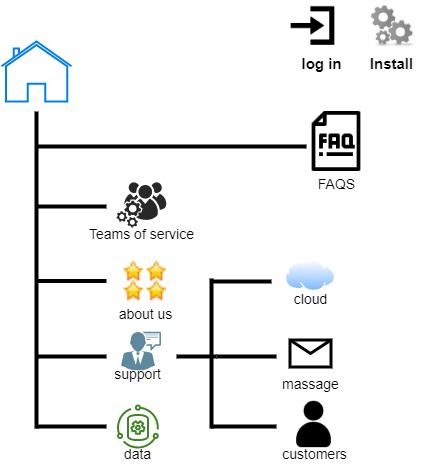 log in
Install
FAQ
FAQS
Teams of service
about us
cloud
support
massage
data
customers